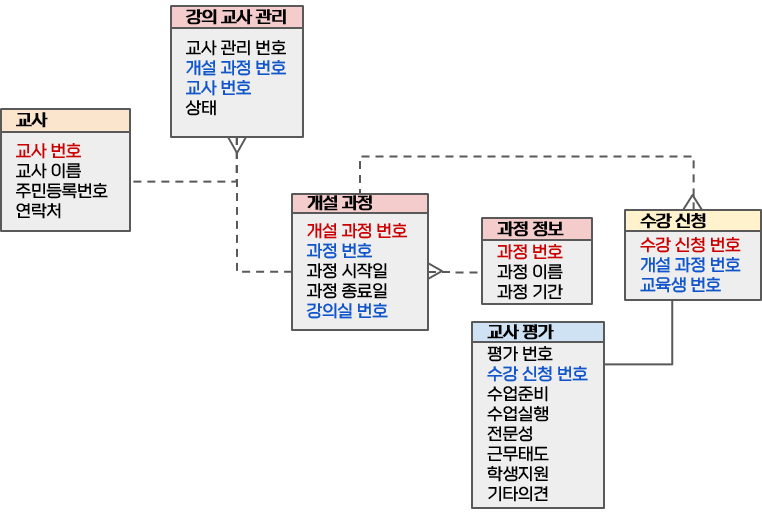 강의 교사 관리
교사 관리 번호
개설 과정 번호
교사 번호
상태
교사
교사 번호
교사 이름
주민등록번호
연락처
개설 과정
개설 과정 번호
과정 번호
과정 시작일
과정 종료일
강의실 번호
과정 정보
과정 번호
과정 이름
과정 기간
수강 신청
수강 신청 번호
개설 과정 번호
교육생 번호
교사 평가
평가 번호
수강 신청 번호
수업준비
수업실행
전문성
근무태도
학생지원
기타의견